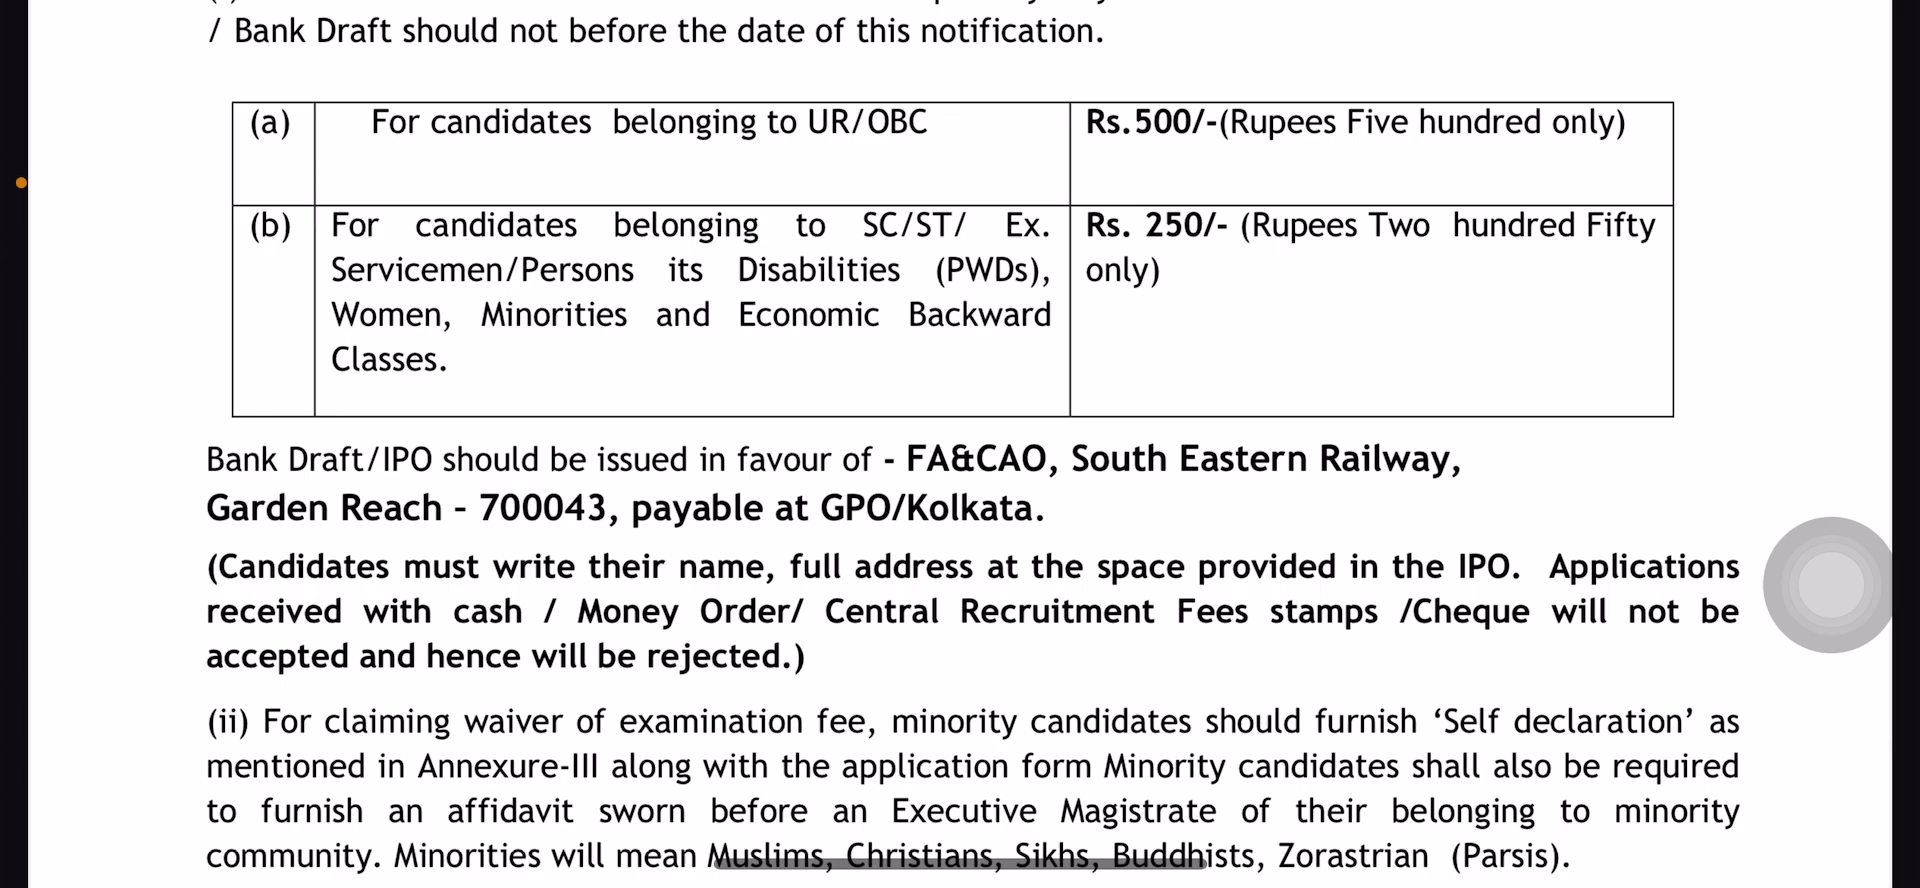 / Bank Draft should not before the date of this notification.
(a) For candidates belonging to UR/OBC Rs.500/-(Rupees Five hundred only)
(b) For candidates belonging to SC/ST/ Ex. Rs. 250/- (Rupees Two hundred Fifty
Servicemen/Persons its Disabilities (PWDs), only)
Women, Minorities and Economic Backward
Classes.
Bank Draft/IPO should be issued in favour of - FA&CAO, South Eastern Railway,
Garden Reach – 700043, payable at GPO/Kolkata.
(Candidates must write their name, full address at the space provided in the IPO. Applications
received with cash / Money Order/ Central Recruitment Fees stamps /Cheque will not be
accepted and hence will be rejected.)
(ii) For claiming waiver of examination fee, minority candidates should furnish ‘Self declaration’ as
mentioned in Annexure-III along with the application form Minority candidates shall also be required
to furnish an affidavit sworn before an Executive Magistrate of their belonging to minority
community. Minorities will mean Muslims, Christians, Sikhs, Buddhists, Zorastrian (Parsis).